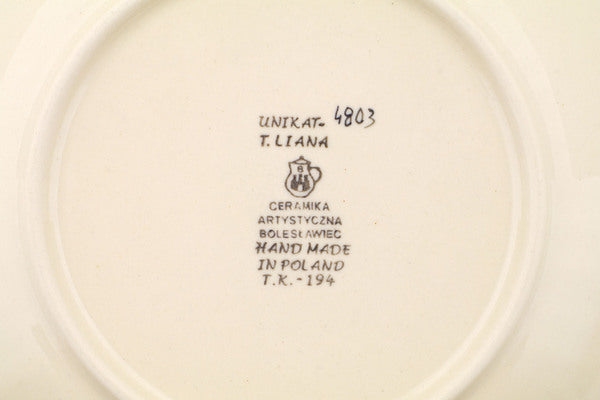 UNIKAT- 4803
T. LIANA
B
CERAMIKA
ARTYSTYCZNA
BOLESŁAWIEC
HAND MADE
IN POLAND
T.K.-194